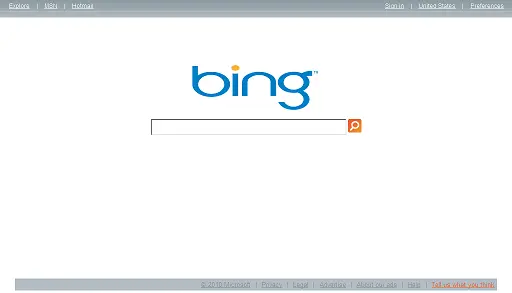 Explore | MSN | Hotmail
Sign in | United States | Preferences
bing™
© 2010 Microsoft | Privacy | Legal | Advertise | About our ads | Help | Tell us what you think